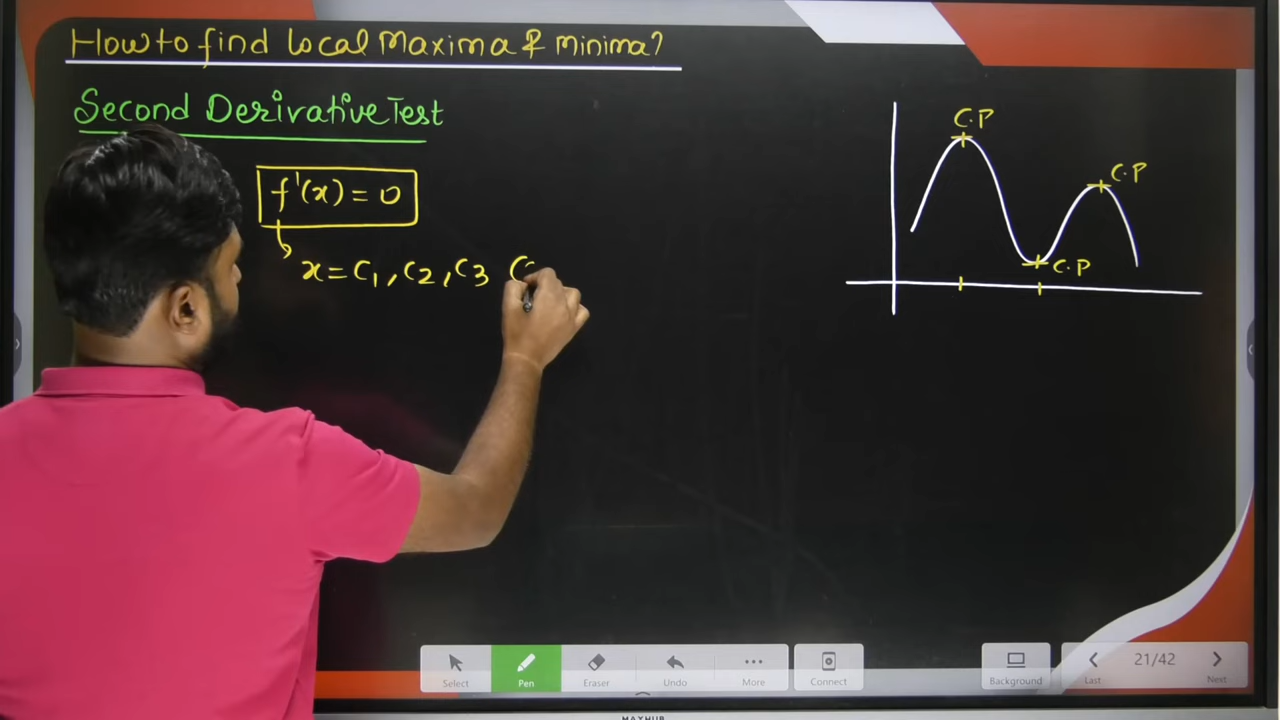 How to find Local Maxima & Minima?
Second Derivative Test
f'(x) = 0
x = C1, C2, C3 C
C.P
C.P
C.P
Select
Pen
Eraser
Undo
More
Connect
Background
Last
21/42
Next
MAXHUB